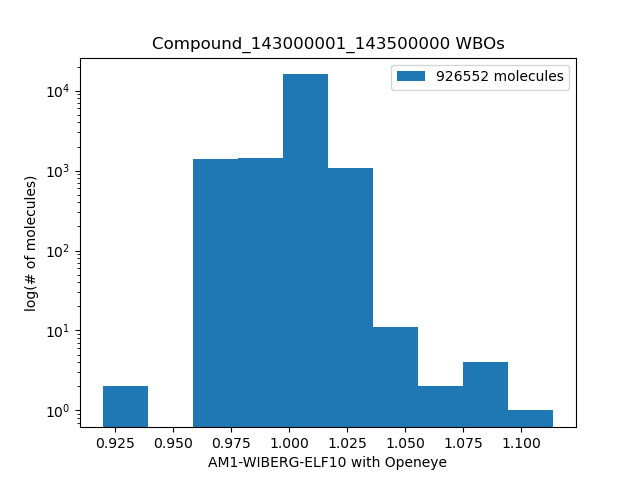 Compound_143000001_143500000 WBOs
926552 molecules
log(# of molecules)
10⁴
10³
10²
10¹
10⁰
0.925 0.950 0.975 1.000 1.025 1.050 1.075 1.100
AM1-WIBERG-ELF10 with Openeye